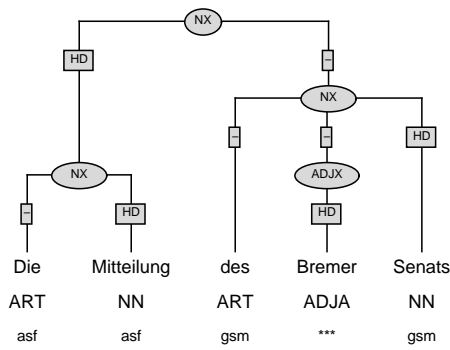 NX
HD –
NX
– – HD
NX ADJX
– HD HD
Die Mitteilung des Bremer Senats
ART NN ART ADJA NN
asf asf gsm *** gsm